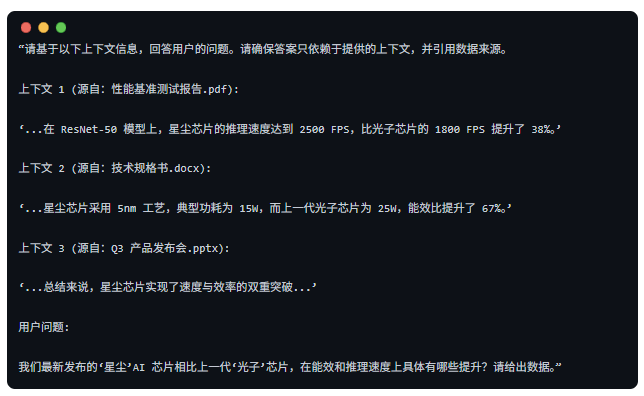 “请基于以下上下文信息，回答用户的问题。请确保答案只依赖于提供的上下文，并引用数据来源。
上下文 1 (源自：性能基准测试报告.pdf):
‘...在 ResNet-50 模型上，星尘芯片的推理速度达到 2500 FPS，比光子芯片的 1800 FPS 提升了 38%。’
上下文 2 (源自：技术规格书.docx):
‘...星尘芯片采用 5nm 工艺，典型功耗为 15W，而上一代光子芯片为 25W，能效比提升了 67%。’
上下文 3 (源自：Q3 产品发布会.pptx):
‘...总结来说，星尘芯片实现了速度与效率的双重突破...’
用户问题:
我们最新发布的‘星尘’AI 芯片相比上一代‘光子’芯片，在能效和推理速度上具体有哪些提升？请给出数据。”